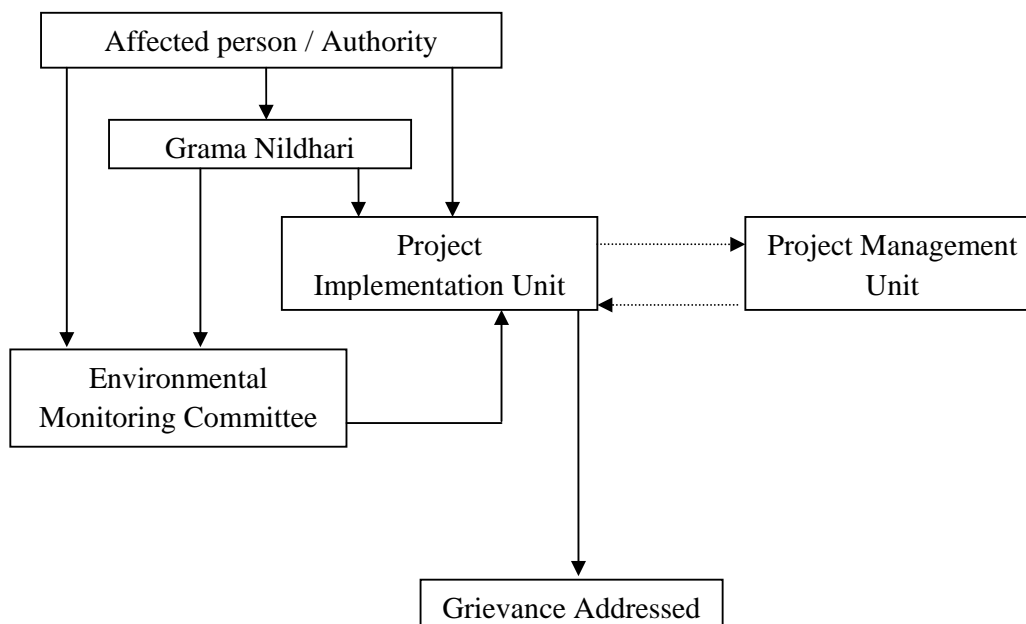 Affected person / Authority
Grama Nildhari
Project
Implementation Unit
Project Management
Unit
Environmental
Monitoring Committee
Grievance Addressed